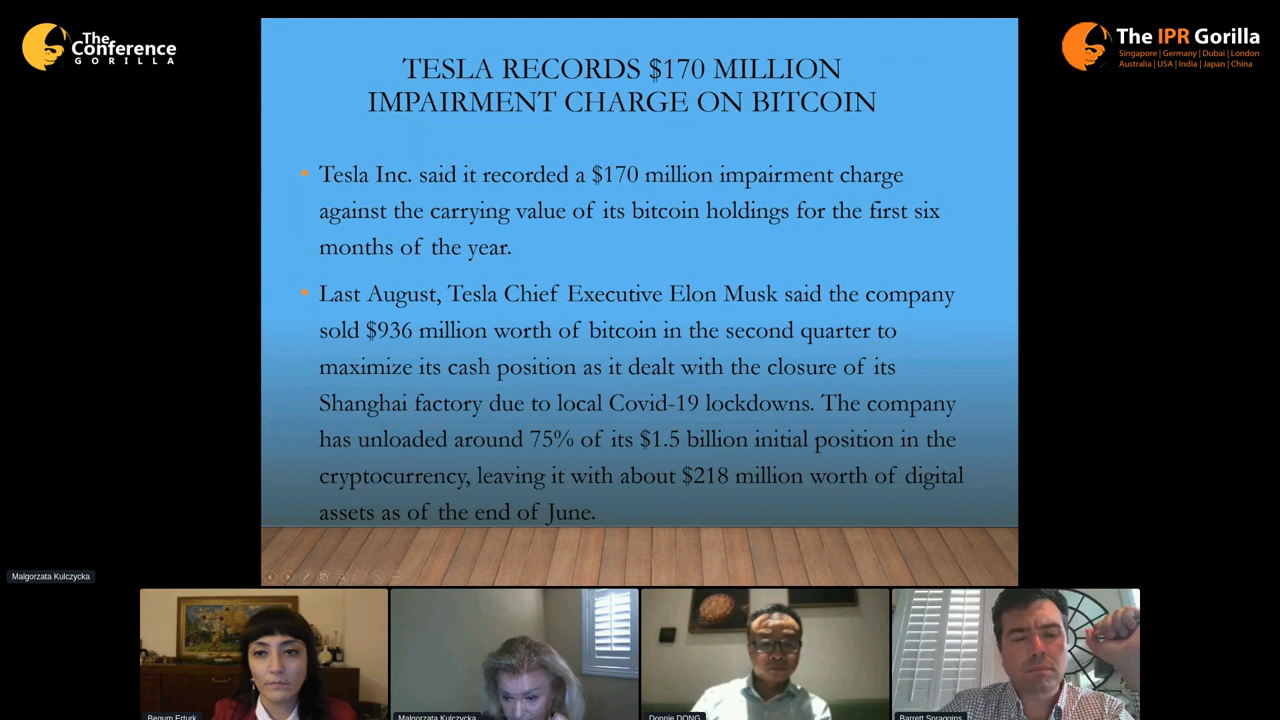 The
Conference
GORILLA
The IPR Gorilla
Singapore | Germany | Dubai | London
Australia | USA | India | Japan | China
TESLA RECORDS $170 MILLION
IMPAIRMENT CHARGE ON BITCOIN
• Tesla Inc. said it recorded a $170 million impairment charge
against the carrying value of its bitcoin holdings for the first six
months of the year.
• Last August, Tesla Chief Executive Elon Musk said the company
sold $936 million worth of bitcoin in the second quarter to
maximize its cash position as it dealt with the closure of its
Shanghai factory due to local Covid-19 lockdowns. The company
has unloaded around 75% of its $1.5 billion initial position in the
cryptocurrency, leaving it with about $218 million worth of digital
assets as of the end of June.
Malgorzata Kulczycka
Begum Erturk
Malgorzata Kulczycka
Donnie DONG
Barrett Spraggins